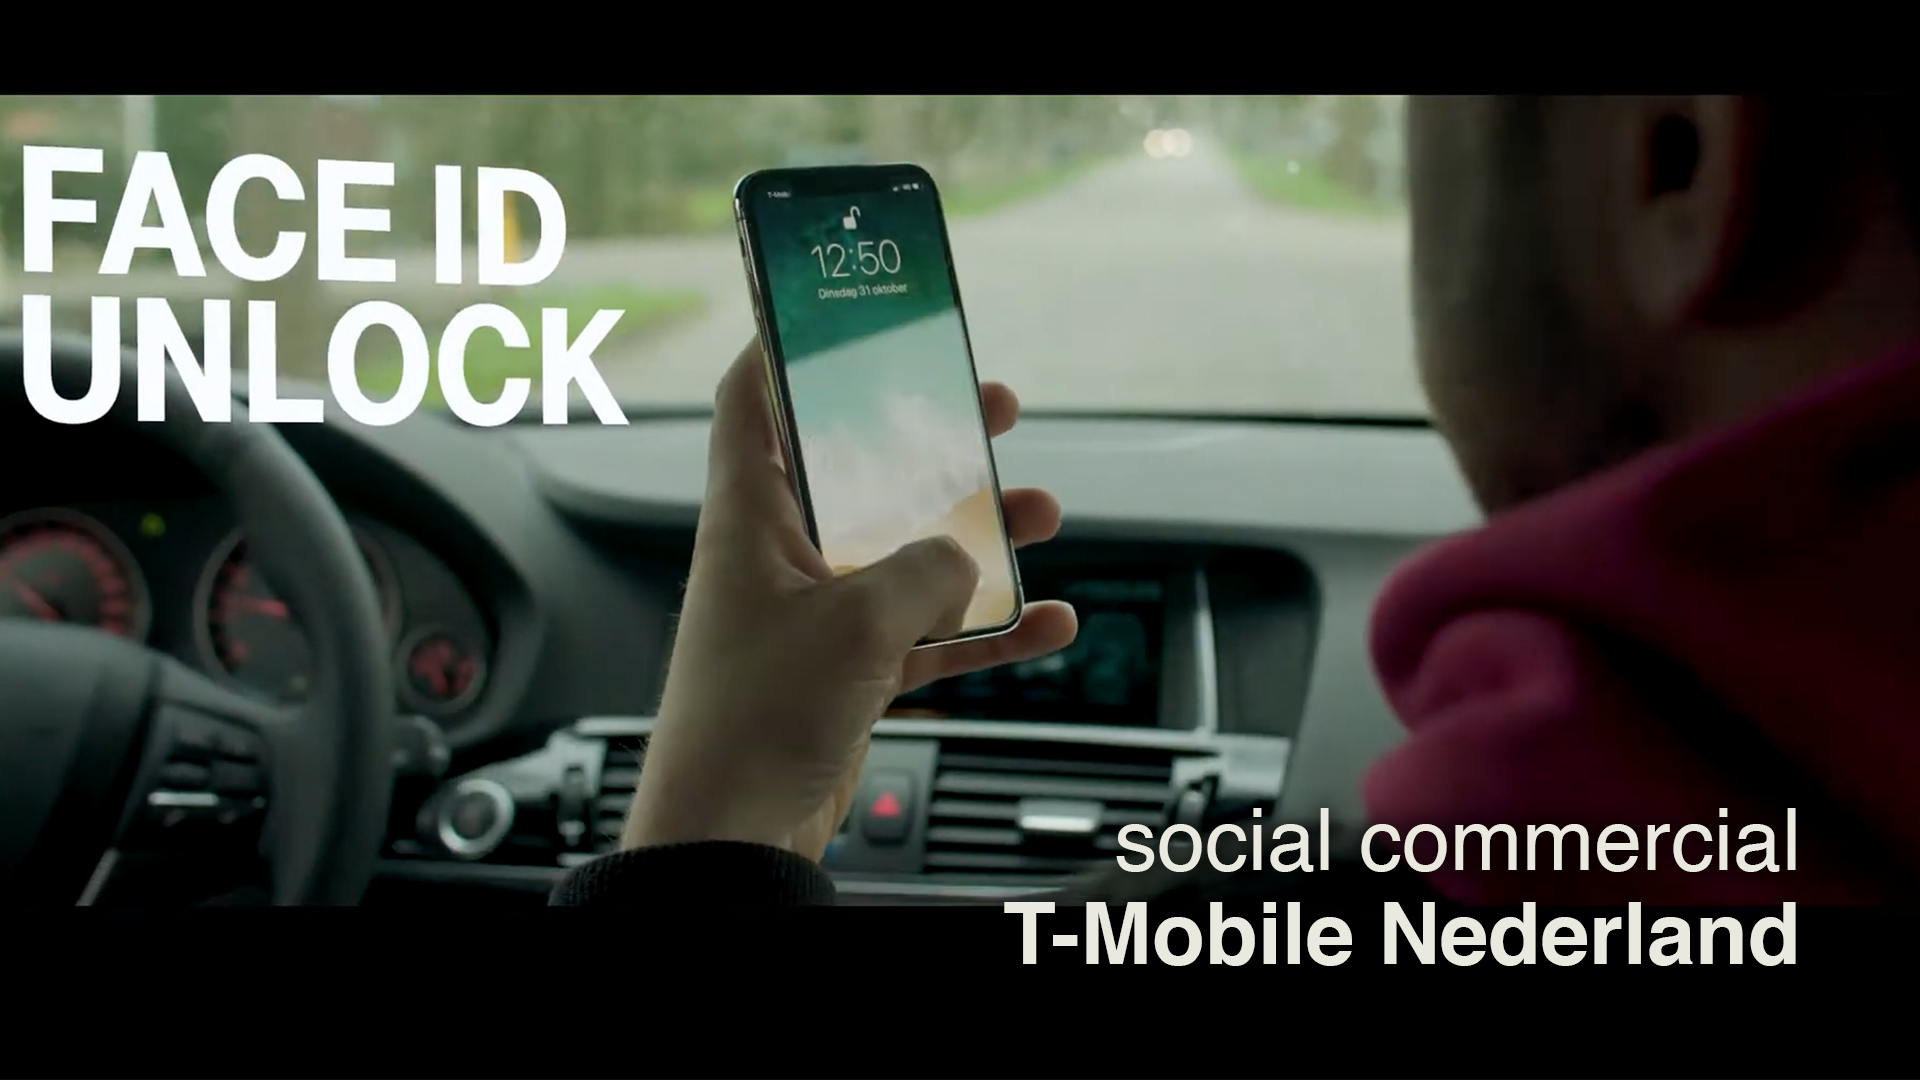 FACE ID
UNLOCK
T-Mobile
12:50
Dinsdag 31 oktober
social commercial
T-Mobile Nederland